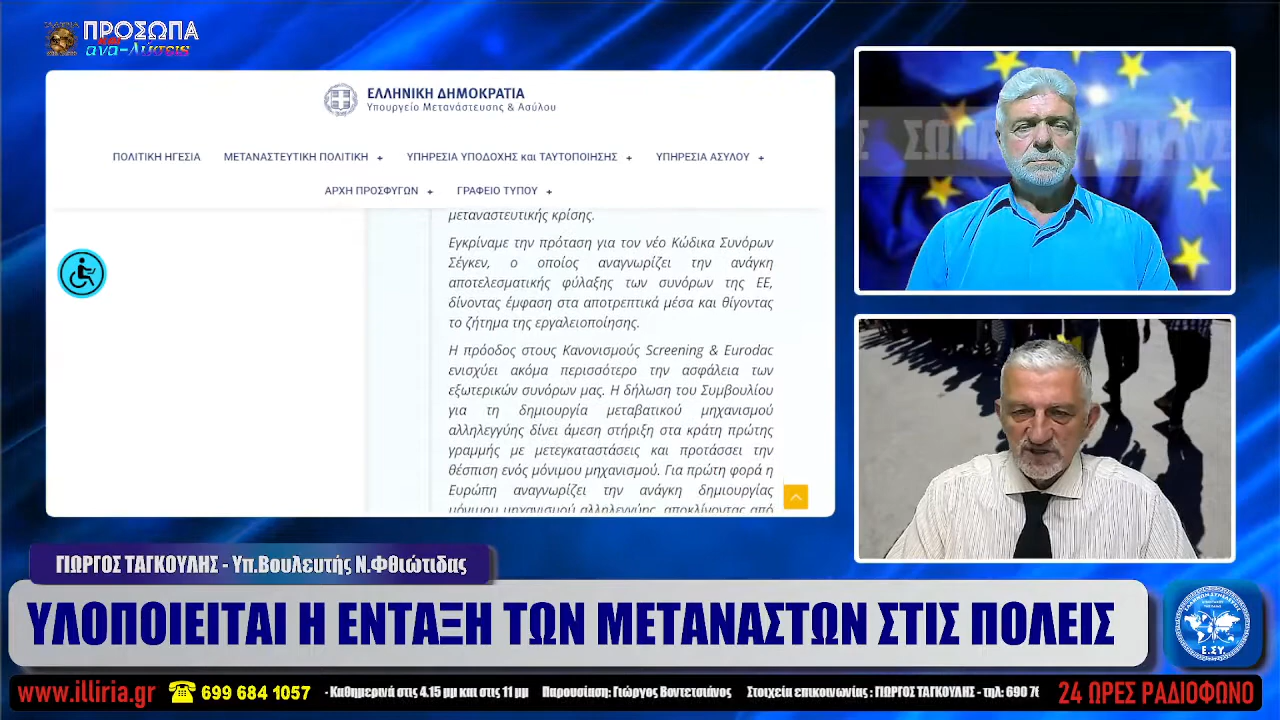 ΠΡΟΣΩΠΑ
ανα-λύσεις
ΕΛΛΗΝΙΚΗ ΔΗΜΟΚΡΑΤΙΑ
Υπουργείο Μετανάστευσης & Ασύλου
ΠΟΛΙΤΙΚΗ ΗΓΕΣΙΑ ΜΕΤΑΝΑΣΤΕΥΤΙΚΗ ΠΟΛΙΤΙΚΗ + ΥΠΗΡΕΣΙΑ ΥΠΟΔΟΧΗΣ και ΤΑΥΤΟΠΟΙΗΣΗΣ + ΥΠΗΡΕΣΙΑ ΑΣΥΛΟΥ +
ΑΡΧΗ ΠΡΟΣΦΥΓΩΝ + ΓΡΑΦΕΙΟ ΤΥΠΟΥ +
μεταναστευτικής κρίσης.
Εγκρίναμε την πρόταση για τον νέο Κώδικα Συνόρων
Σέγκεν, ο οποίος αναγνωρίζει την ανάγκη
αποτελεσματικής φύλαξης των συνόρων της ΕΕ,
δίνοντας έμφαση στα αποτρεπτικά μέσα και θίγοντας
το ζήτημα της εργαλειοποίησης.
Η πρόοδος στους Κανονισμούς Screening & Eurodac
ενισχύει ακόμα περισσότερο την ασφάλεια των
εξωτερικών συνόρων μας. Η δήλωση του Συμβουλίου
για τη δημιουργία μεταβατικού μηχανισμού
αλληλεγγύης δίνει άμεση στήριξη στα κράτη πρώτης
γραμμής με μετεγκαταστάσεις και προτάσσει την
θέσπιση ενός μόνιμου μηχανισμού. Για πρώτη φορά η
Ευρώπη αναγνωρίζει την ανάγκη δημιουργίας
μόνιμου μηχανισμού αλληλεγγύης, αποκλίνοντας από
ΓΙΩΡΓΟΣ ΤΑΓΚΟΥΛΗΣ - Υπ.Βουλευτής Ν.Φθιώτιδας
ΥΛΟΠΟΙΕΙΤΑΙ Η ΕΝΤΑΞΗ ΤΩΝ ΜΕΤΑΝΑΣΤΩΝ ΣΤΙΣ ΠΟΛΕΙΣ
Ε.ΣΥ.
www.illiria.gr 699 684 1057 - Καθημερινά στις 4.15 μμ και στις 11 μμ Παρουσίαση: Γιώργος Βοντετσιάνος Στοιχεία επικοινωνίας : ΓΙΩΡΓΟΣ ΤΑΓΚΟΥΛΗΣ - τηλ: 690 76 24 ΩΡΕΣ ΡΑΔΙΟΦΩΝΟ